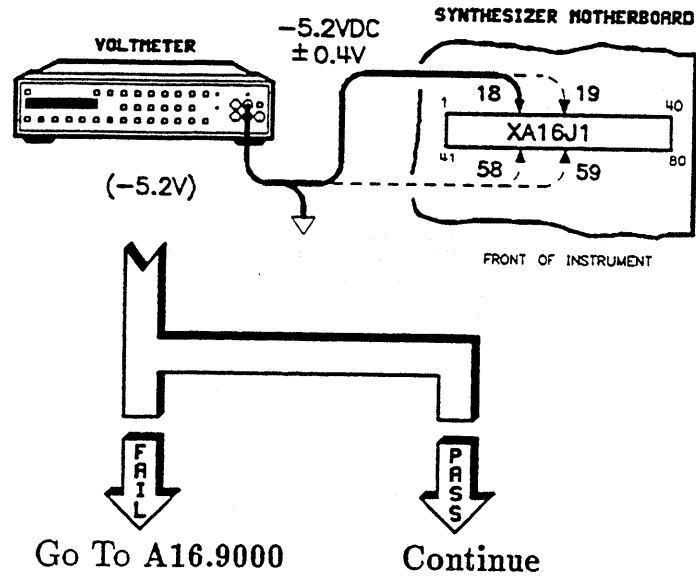 SYNTHESIZER MOTHERBOARD
VOLTMETER
-5.2VDC
±0.4V
18
19
1
40
XA16J1
41
80
58
59
(-5.2V)
FRONT OF INSTRUMENT
FAIL
PASS
Go To A16.9000
Continue